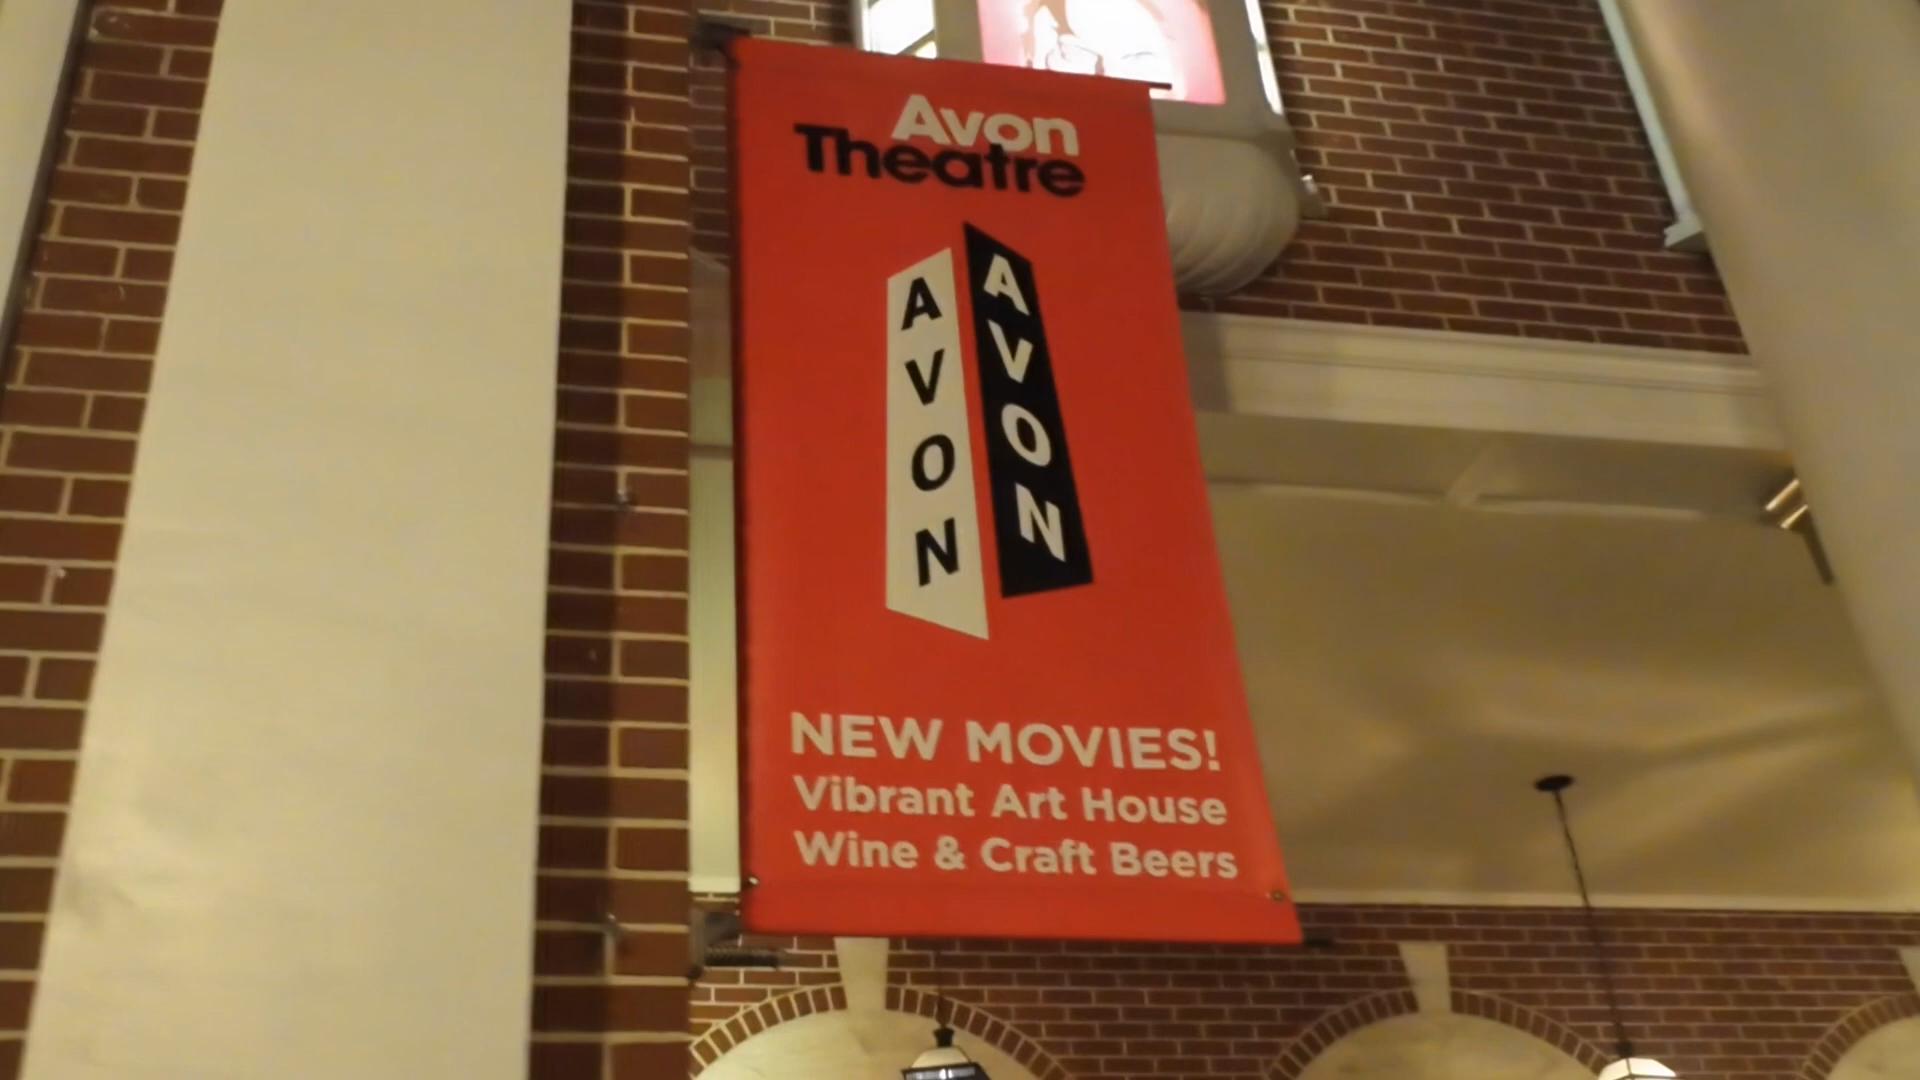 Avon
Theatre
AVON
AVON
NEW MOVIES!
Vibrant Art House
Wine & Craft Beers